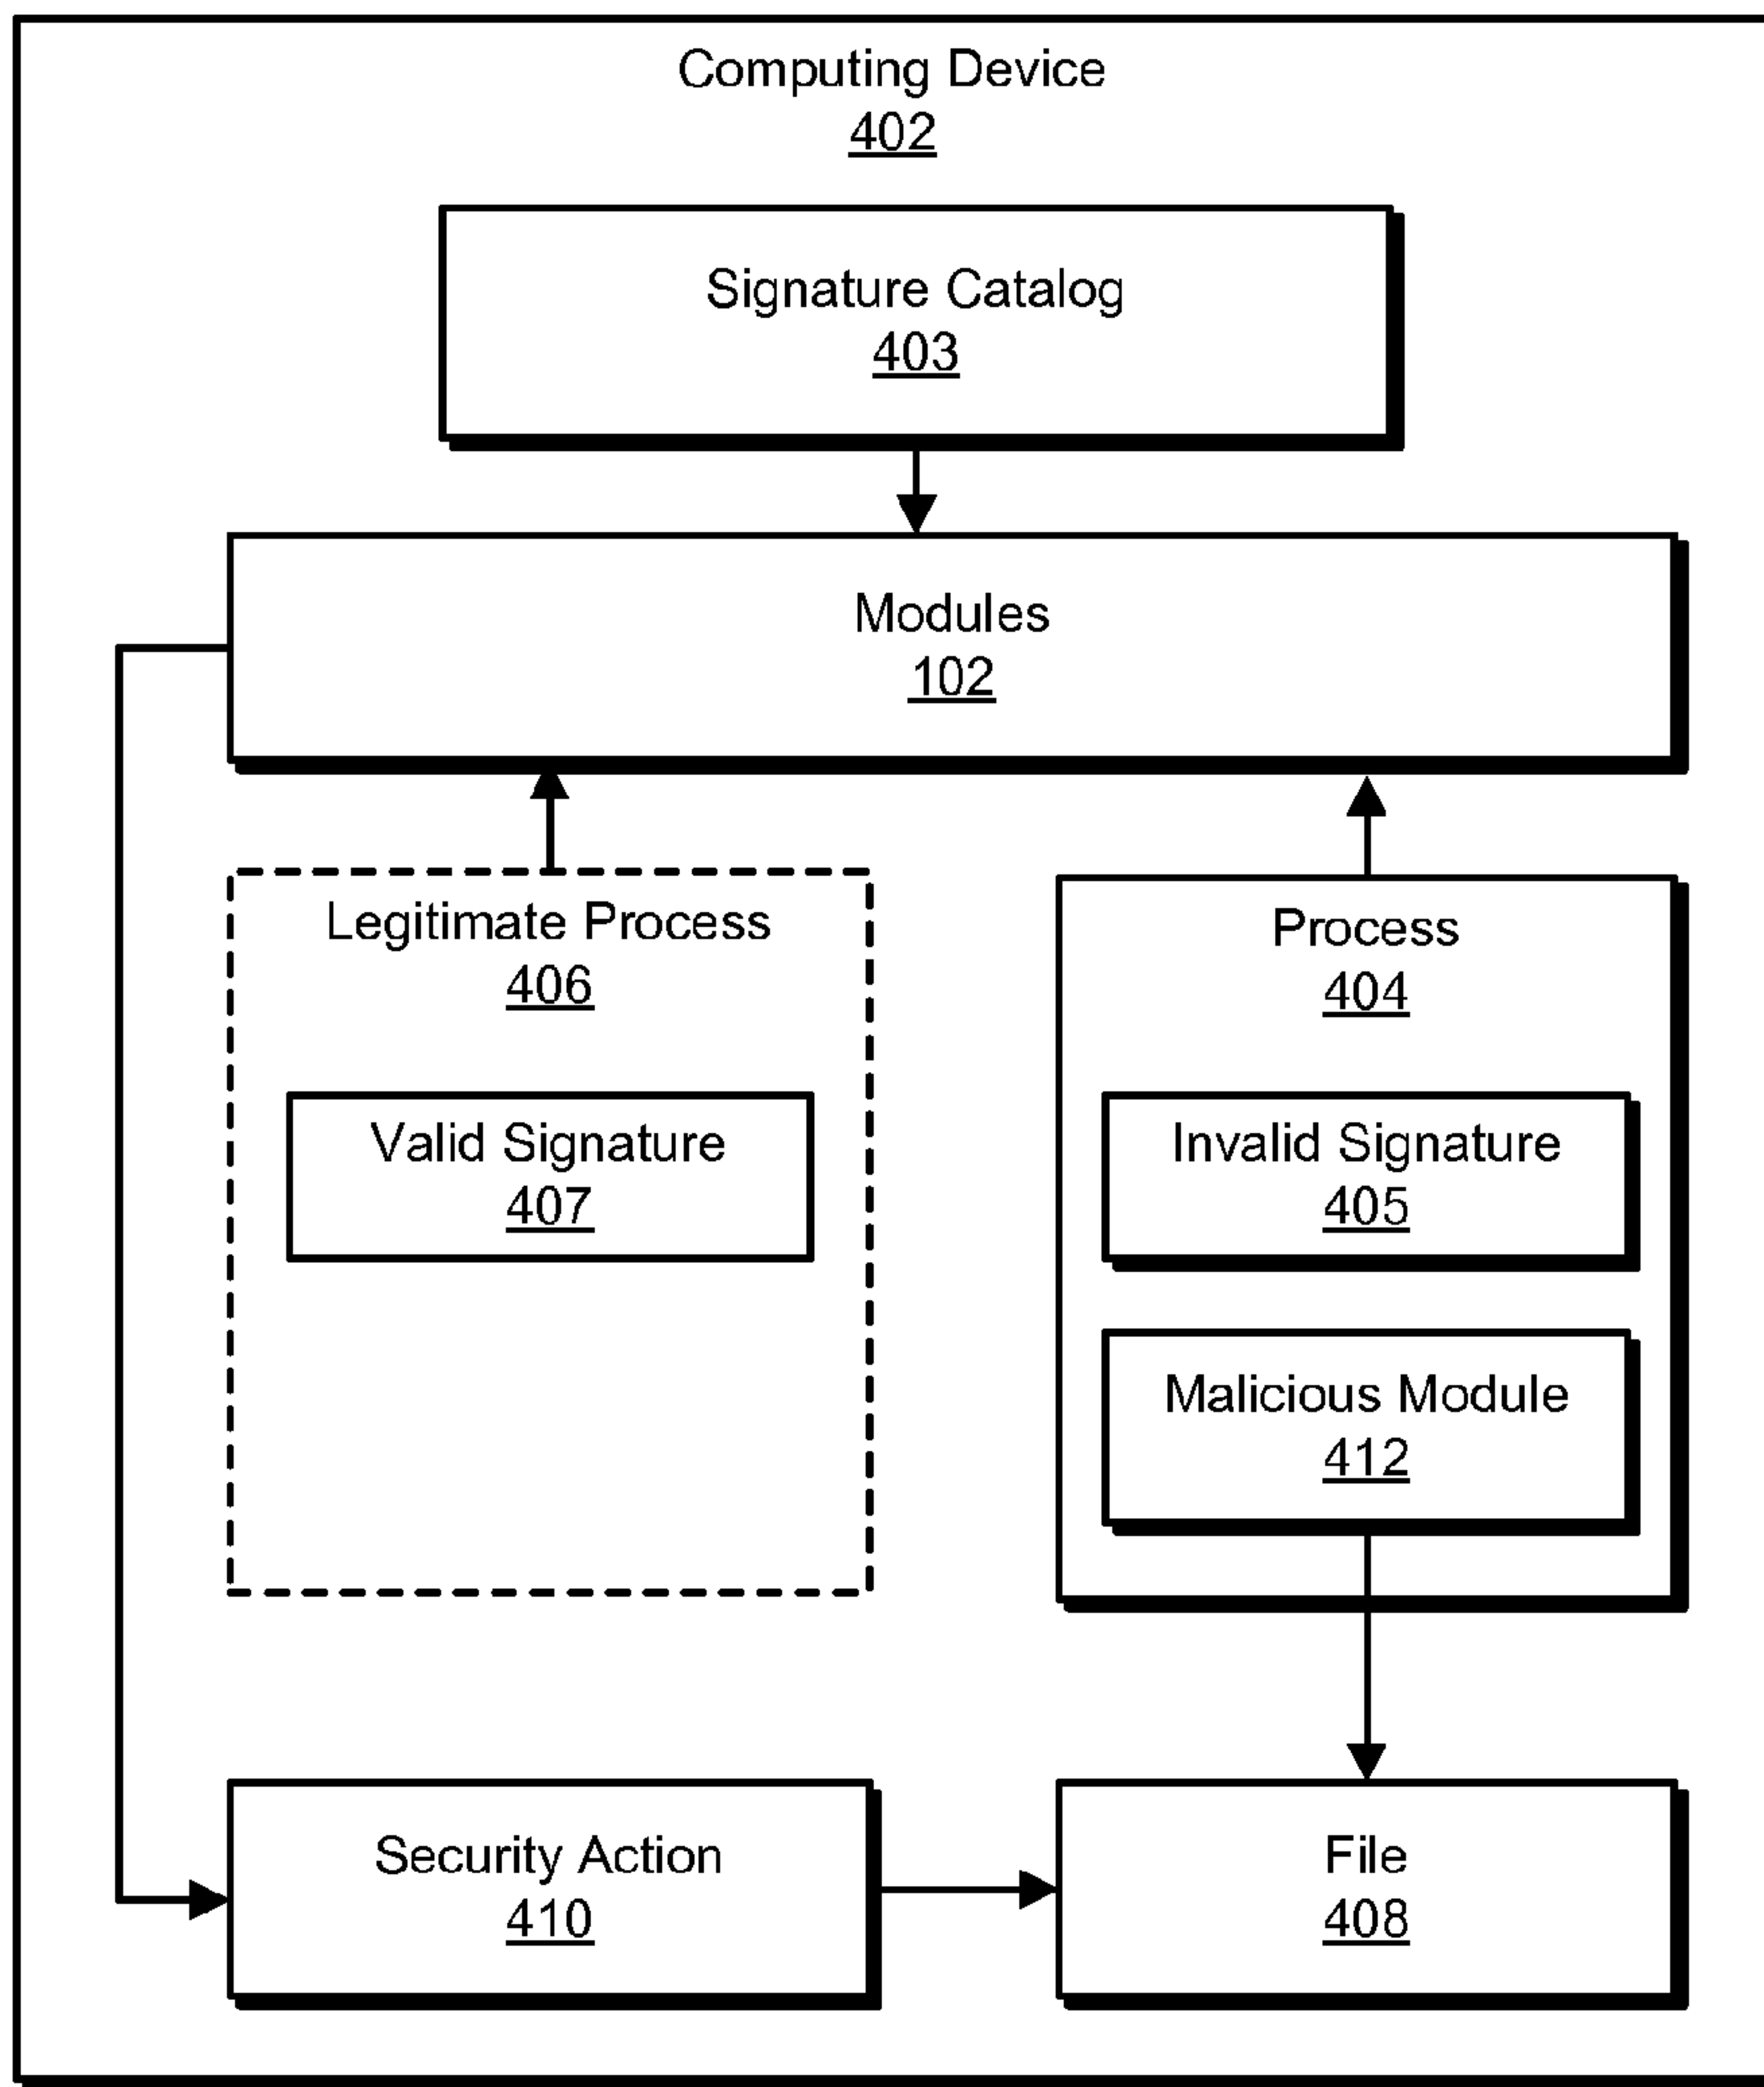 Computing Device
402
Signature Catalog
403
Modules
102
Legitimate Process
406
Valid Signature
407
Process
404
Invalid Signature
405
Malicious Module
412
Security Action
410
File
408